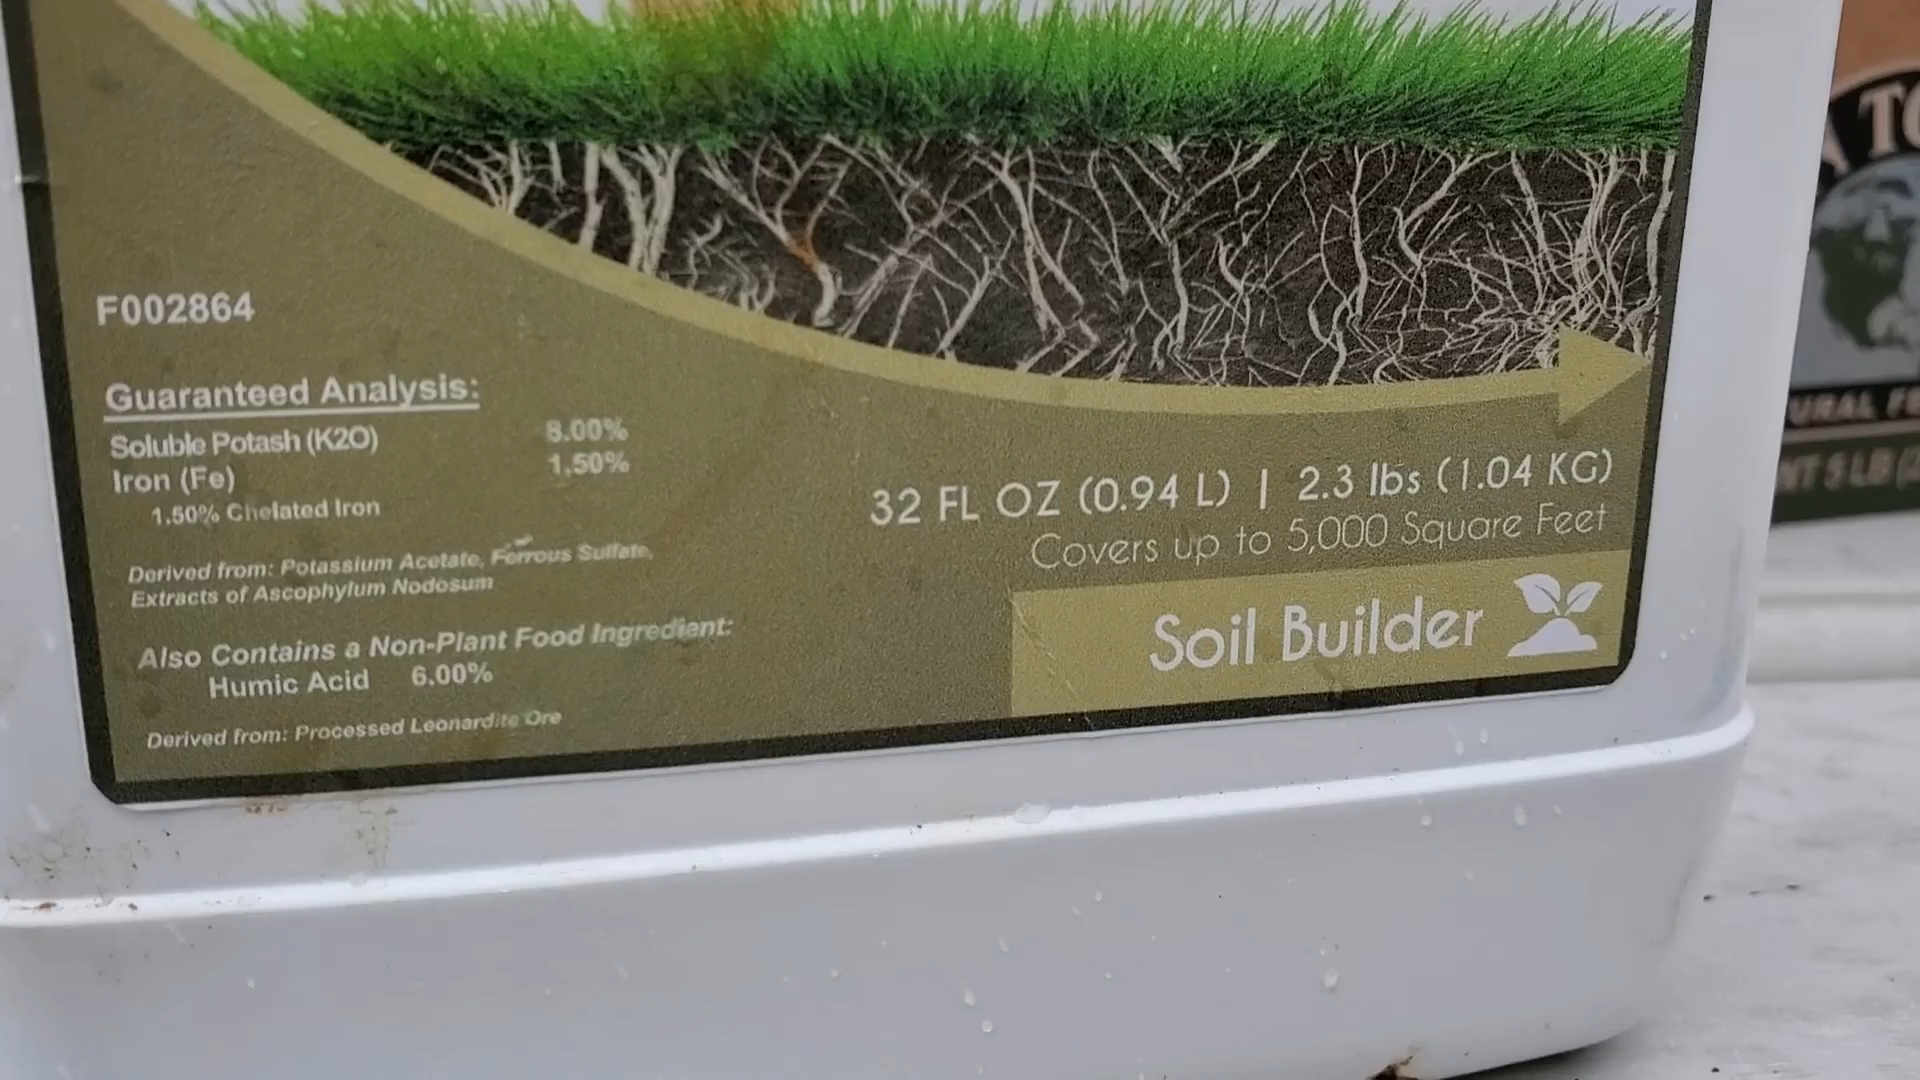 F002864
Guaranteed Analysis:
Soluble Potash (K2O) 8.00%
Iron (Fe) 1.50%
1.50% Chelated Iron
Derived from: Potassium Acetate, Ferrous Sulfate,
Extracts of Ascophylum Nodosum
Also Contains a Non-Plant Food Ingredient:
Humic Acid 6.00%
Derived from: Processed Leonardite Ore
32 FL OZ (0.94 L) | 2.3 lbs (1.04 KG)
Covers up to 5,000 Square Feet
Soil Builder
5 LB